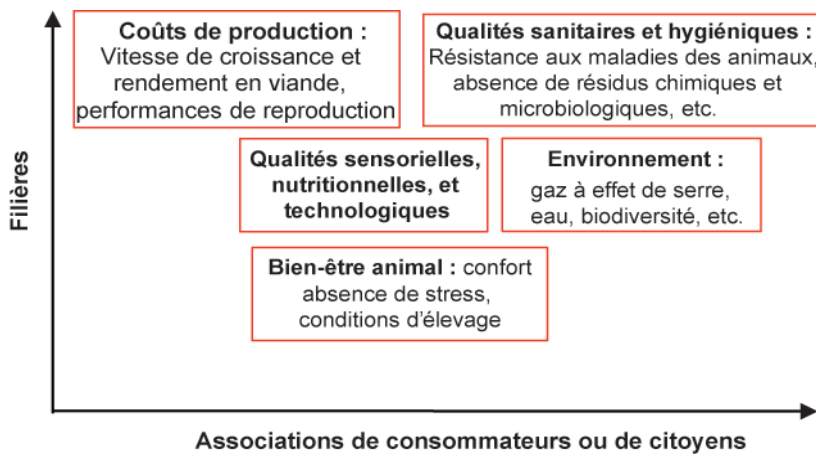 Coûts de production :
Vitesse de croissance et
rendement en viande,
performances de reproduction
Qualités sanitaires et hygiéniques :
Résistance aux maladies des animaux,
absence de résidus chimiques et
microbiologiques, etc.
Qualités sensorielles,
nutritionnelles, et
technologiques
Environnement :
gaz à effet de serre,
eau, biodiversité, etc.
Bien-être animal : confort
absence de stress,
conditions d’élevage
Filières
Associations de consommateurs ou de citoyens